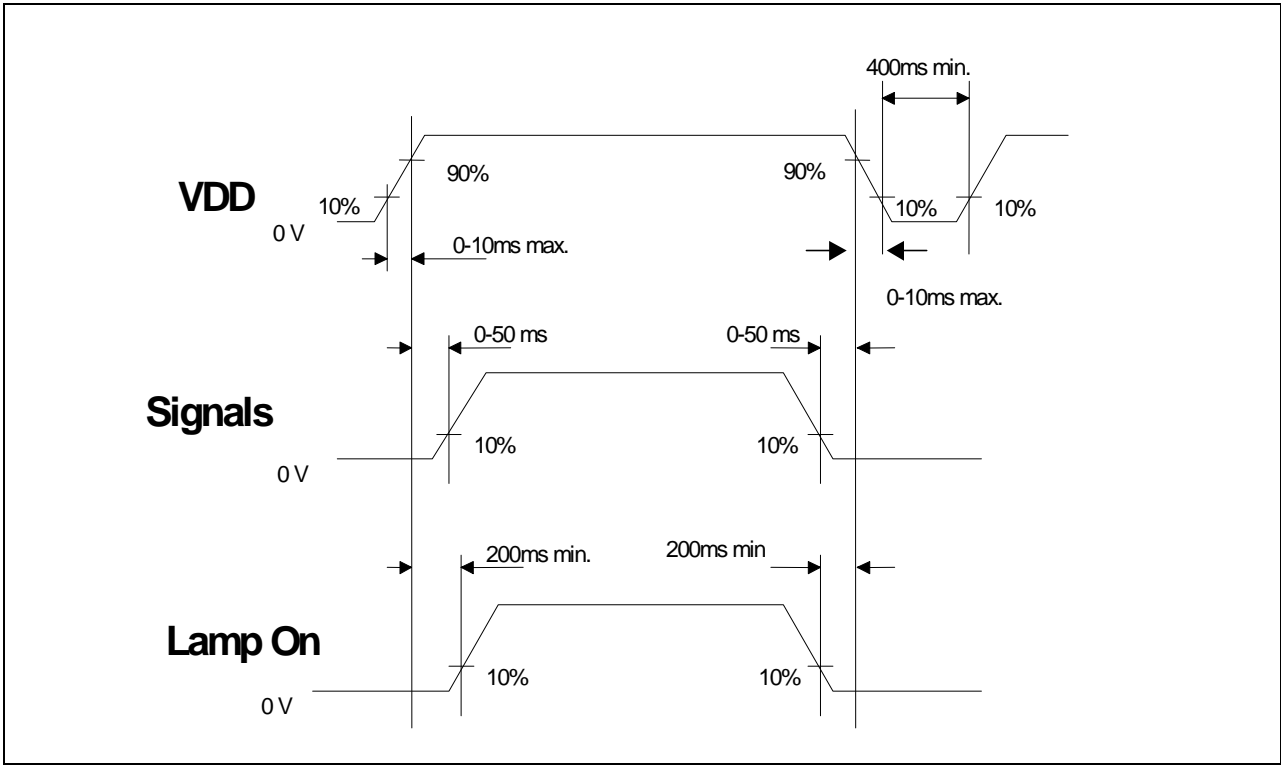 400ms min.
90%
90%
VDD
10%
10%
10%
0 V
0-10ms max.
0-10ms max.
0-50 ms
0-50 ms
Signals
10%
10%
0 V
200ms min.
200ms min
Lamp On
10%
10%
0 V